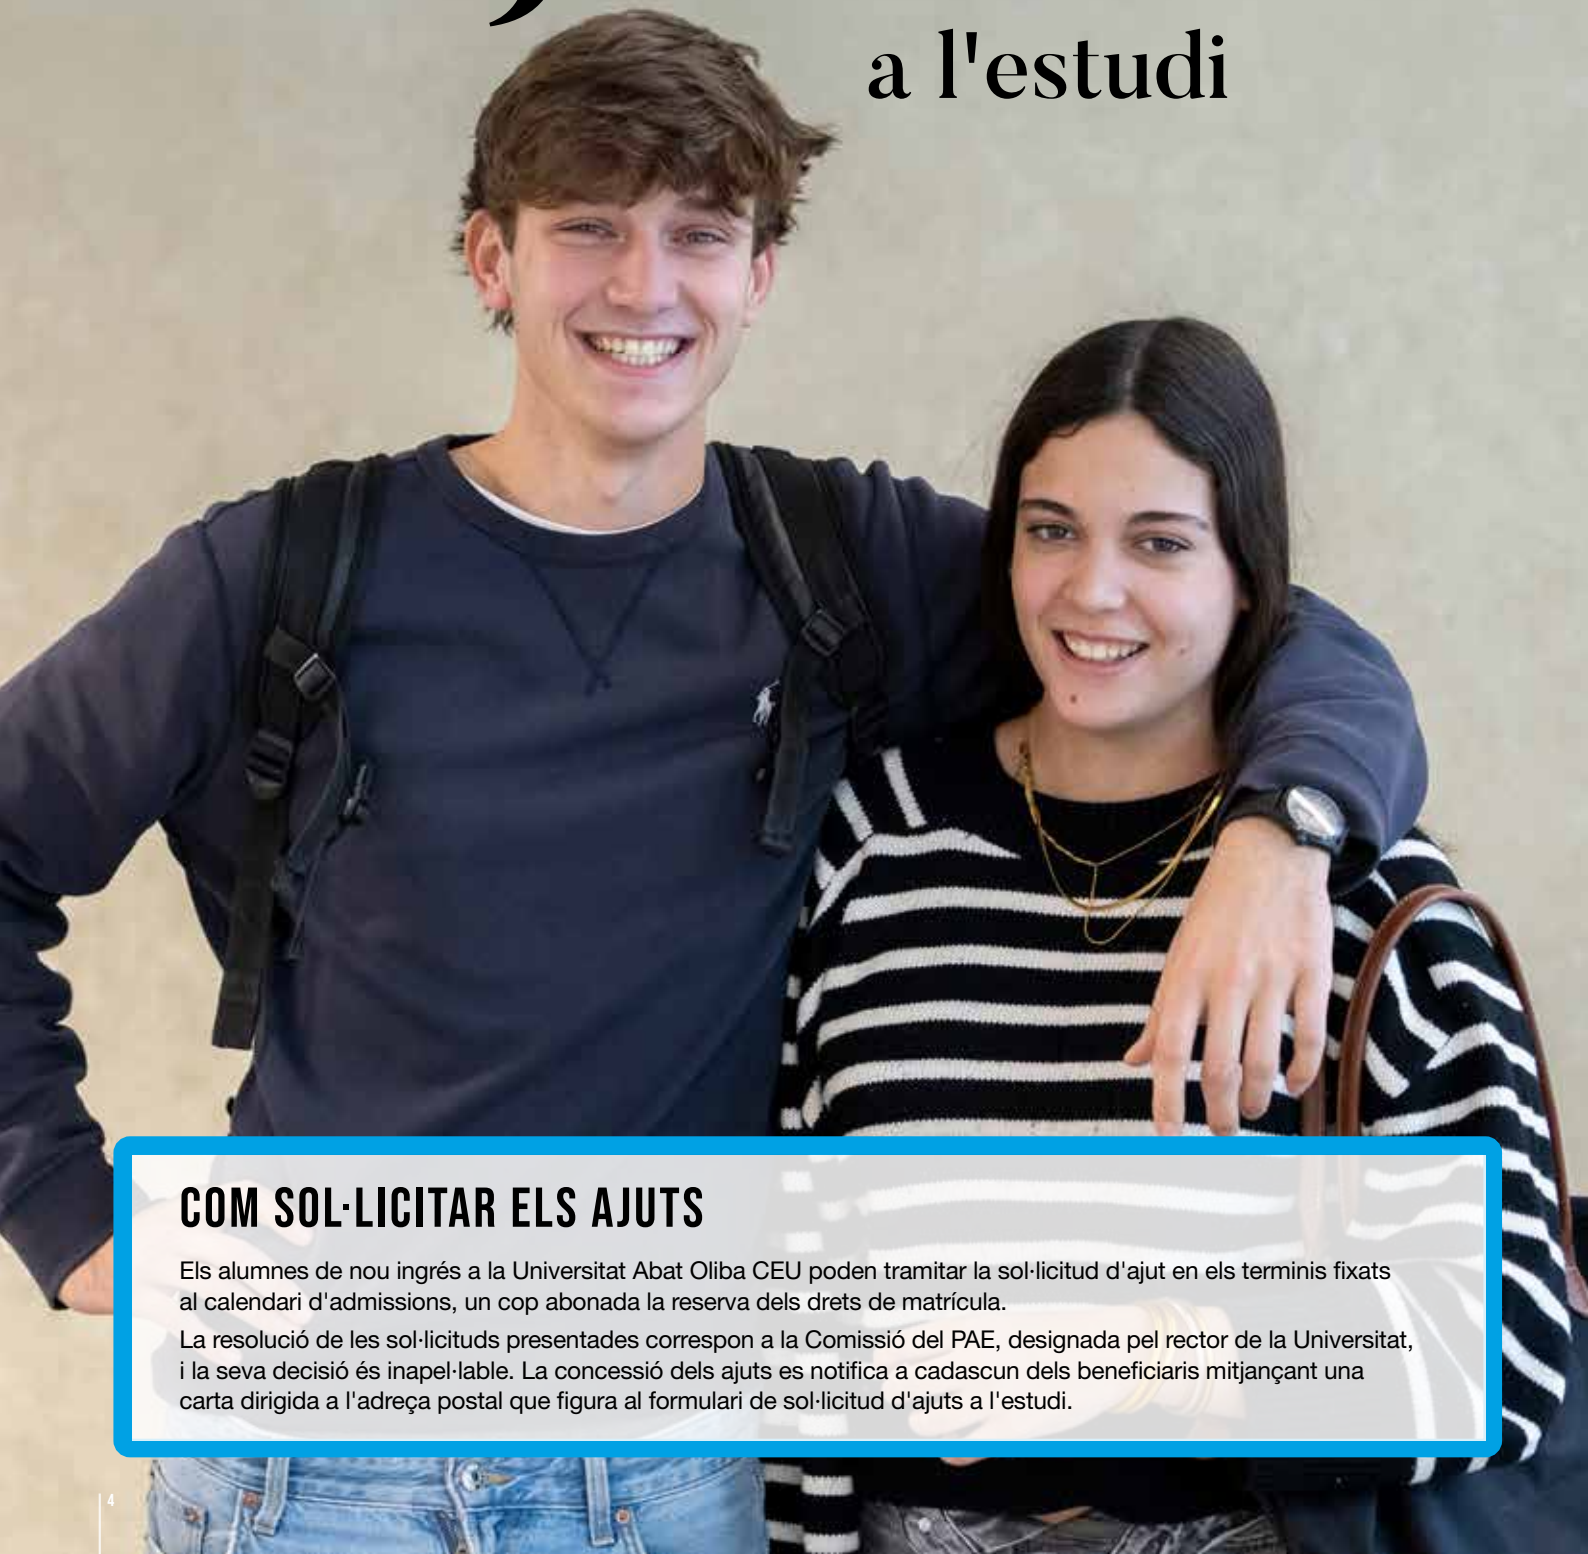 a l'estudi
COM SOL·LICITAR ELS AJUTS
Els alumnes de nou ingrés a la Universitat Abat Oliba CEU poden tramitar la sol·licitud d'ajut en els terminis fixats
al calendari d'admissions, un cop abonada la reserva dels drets de matrícula.
La resolució de les sol·licituds presentades correspon a la Comissió del PAE, designada pel rector de la Universitat,
i la seva decisió és inapel·lable. La concessió dels ajuts es notifica a cadascun dels beneficiaris mitjançant una
carta dirigida a l'adreça postal que figura al formulari de sol·licitud d'ajuts a l'estudi.
4